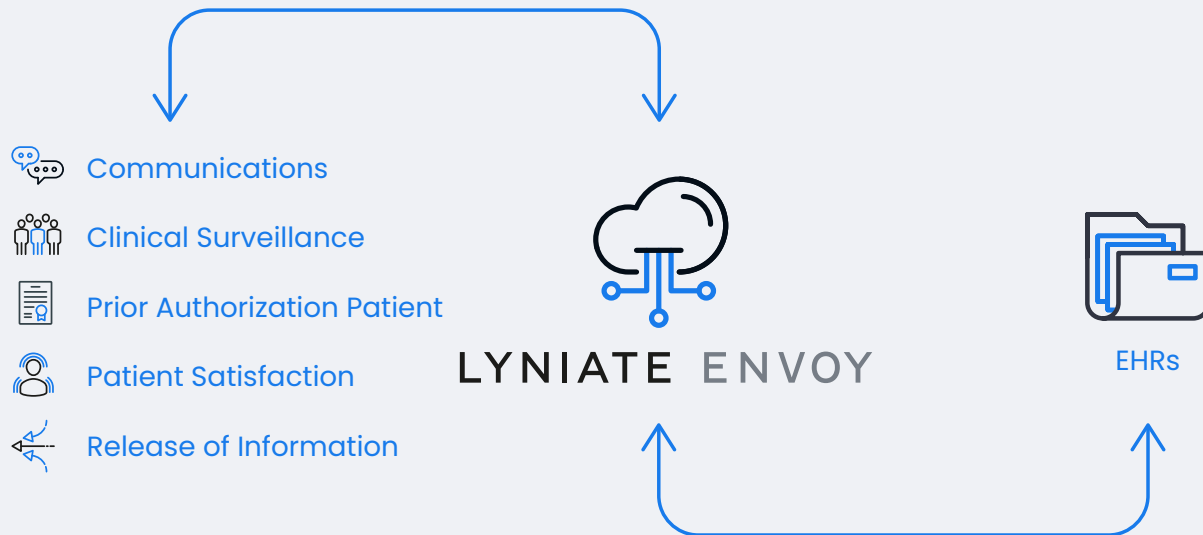 Communications
Clinical Surveillance
Prior Authorization Patient
Patient Satisfaction
Release of Information
LYNIATE ENVOY
EHRs